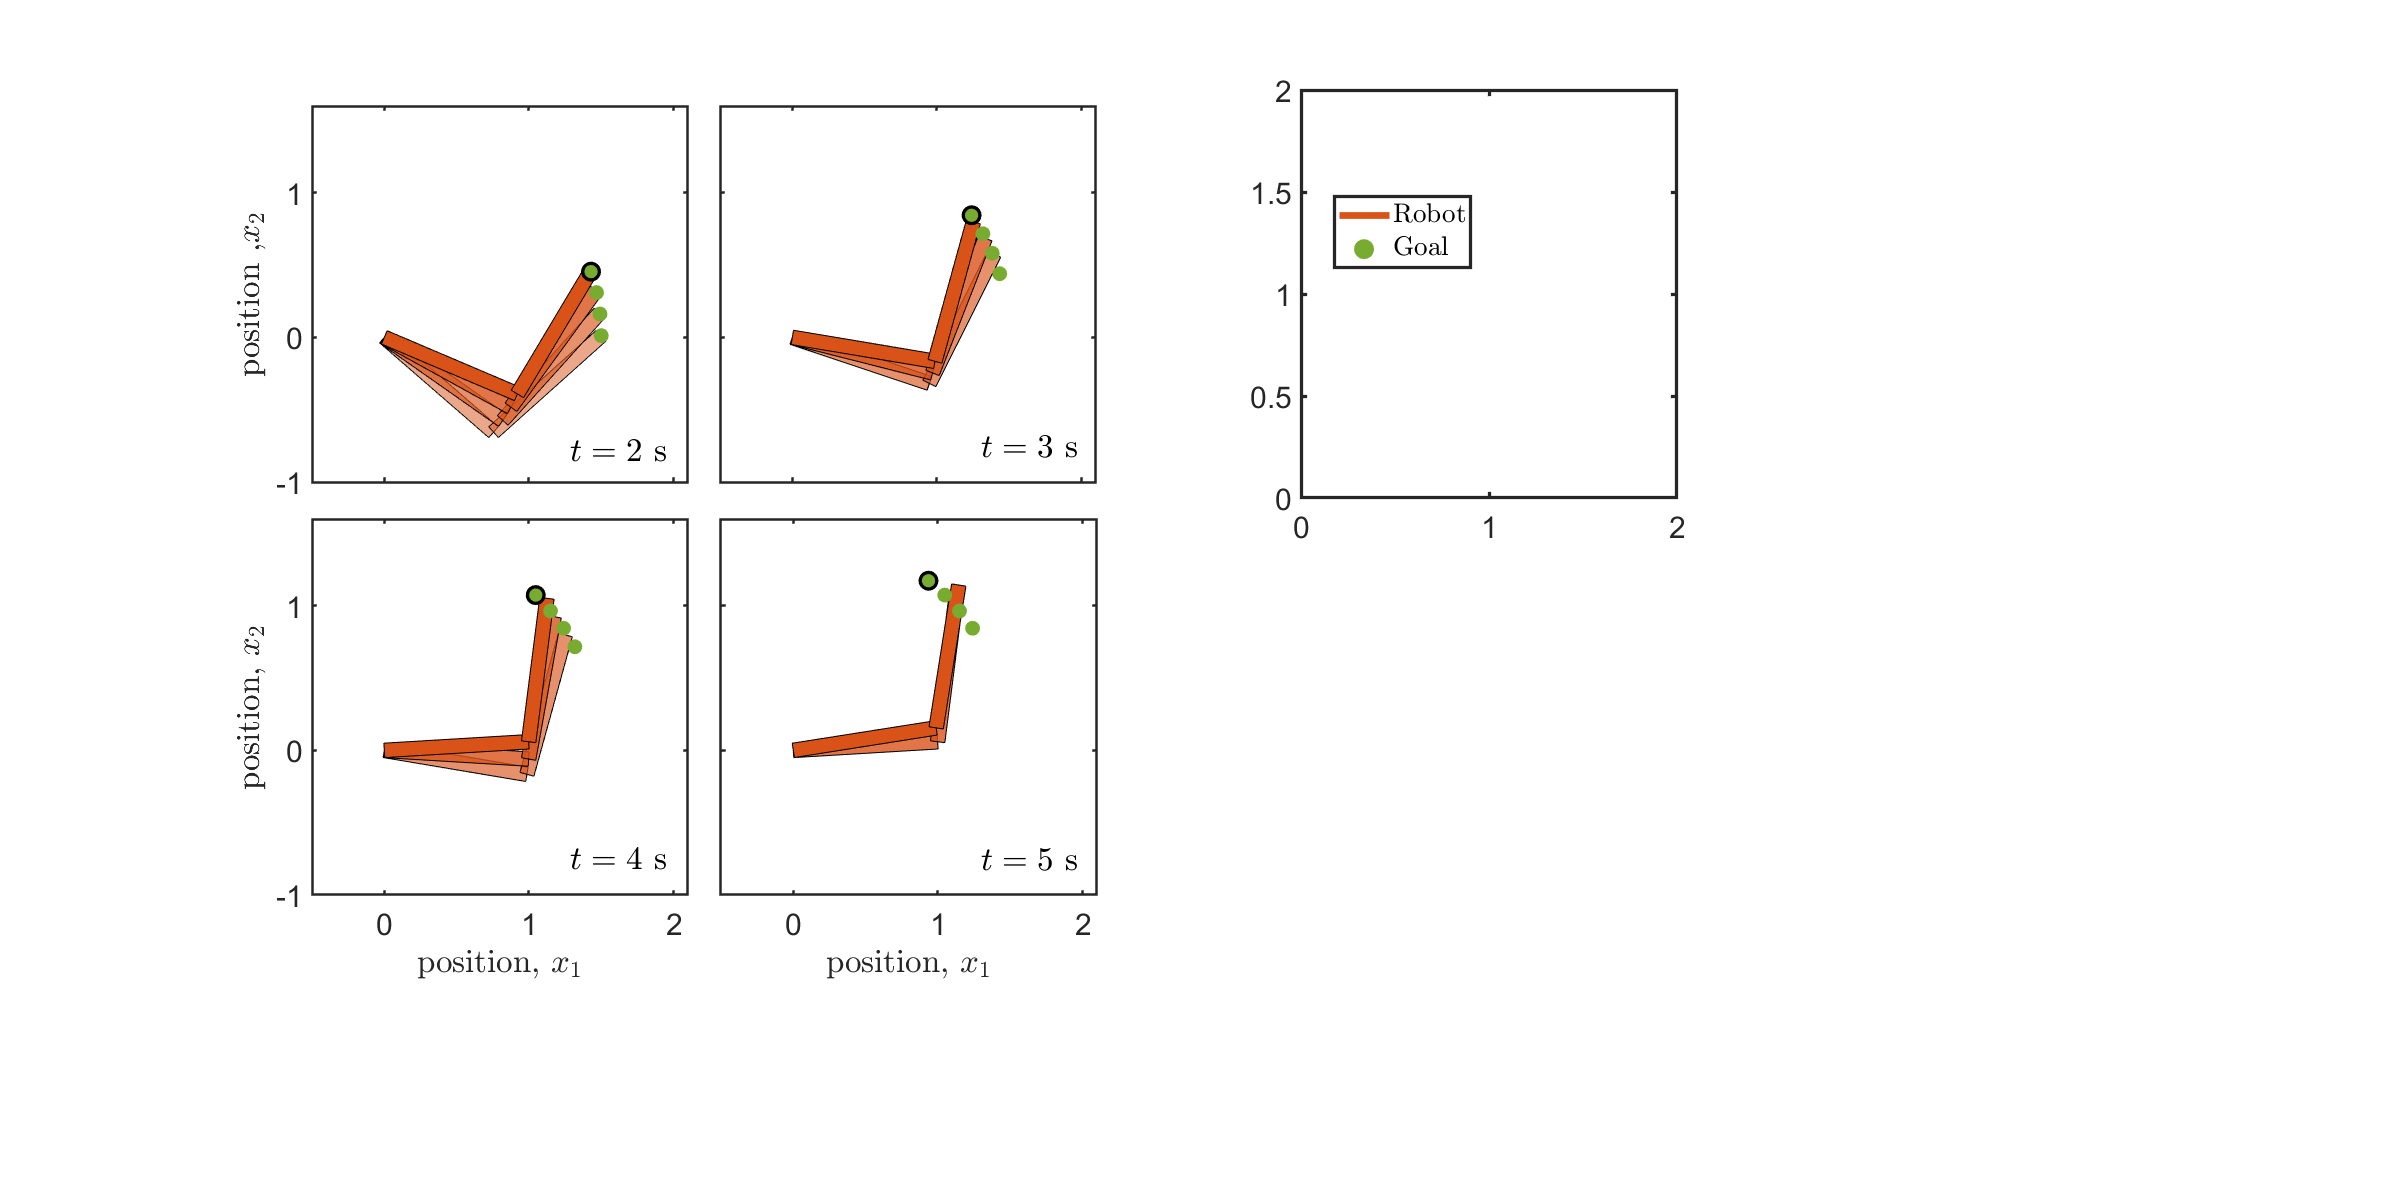 1
0
-1
position ,x₂
t = 2 s
t = 3 s
1
0
-1
position, x₂
t = 4 s
t = 5 s
0 1 2
0 1 2
position, x₁
position, x₁
2
1.5
1
0.5
0
Robot
Goal
0 1 2